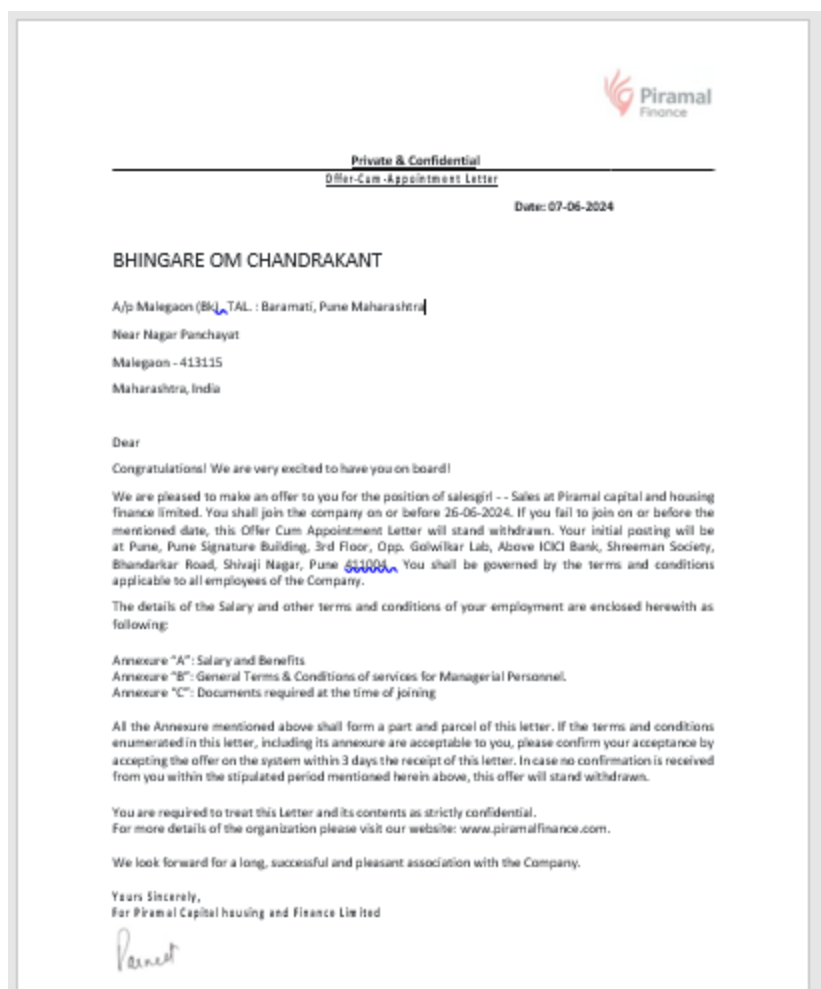 Piramal
Finance
Private & Confidential
Offer-Cum-Appointment Letter
Date: 07-06-2024
BHINGARE OM CHANDRAKANT
A/p Malegaon (Bk), TAL. : Baramati, Pune Maharashtra
Near Nagar Panchayat
Malegaon - 413115
Maharashtra, India
Dear
Congratulations! We are very excited to have you on board!
We are pleased to make an offer to you for the position of salesgirl - - Sales at Piramal capital and housing
finance limited. You shall join the company on or before 26-06-2024. If you fail to join on or before the
mentioned date, this Offer Cum Appointment Letter will stand withdrawn. Your initial posting will be
at Pune, Pune Signature Building, 3rd Floor, Opp. Golwilkar Lab, Above ICICI Bank, Shreeman Society,
Bhandarkar Road, Shivaji Nagar, Pune 411004. You shall be governed by the terms and conditions
applicable to all employees of the Company.
The details of the Salary and other terms and conditions of your employment are enclosed herewith as
following:
Annexure "A": Salary and Benefits
Annexure "B": General Terms & Conditions of services for Managerial Personnel.
Annexure "C": Documents required at the time of joining
All the Annexure mentioned above shall form a part and parcel of this letter. If the terms and conditions
enumerated in this letter, including its annexure are acceptable to you, please confirm your acceptance by
accepting the offer on the system within 3 days the receipt of this letter. In case no confirmation is received
from you within the stipulated period mentioned herein above, this offer will stand withdrawn.
You are required to treat this Letter and its contents as strictly confidential.
For more details of the organization please visit our website: www.piramalfinance.com.
We look forward for a long, successful and pleasant association with the Company.
Yours Sincerely,
For Piramal Capital housing and Finance Limited